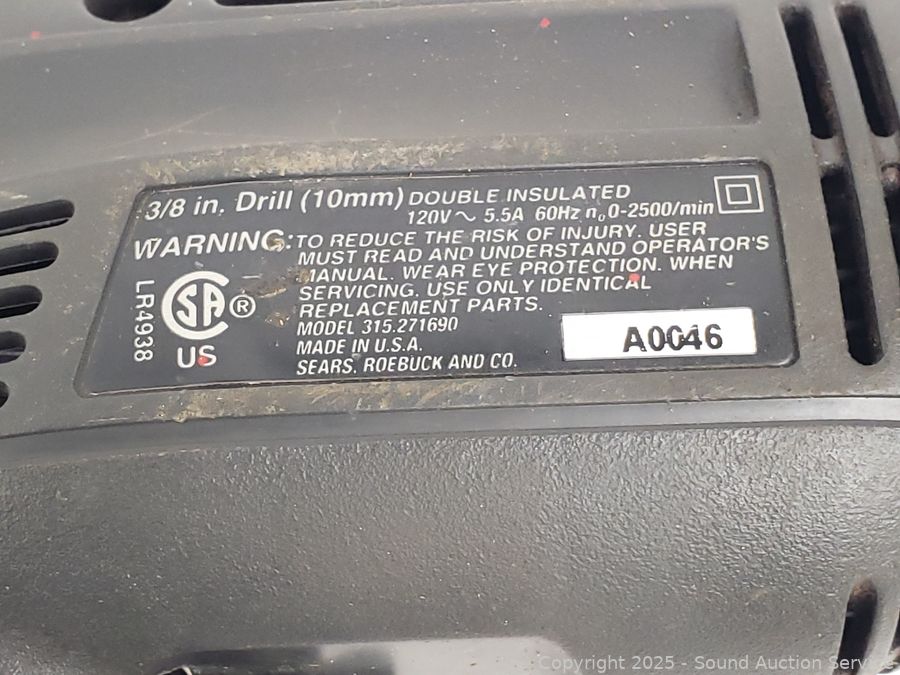 3/8 in. Drill (10mm) DOUBLE INSULATED
120V ~ 5.5A 60Hz n₀ 0-2500/min
WARNING: TO REDUCE THE RISK OF INJURY. USER
MUST READ AND UNDERSTAND OPERATOR'S
MANUAL. WEAR EYE PROTECTION. WHEN
SERVICING, USE ONLY IDENTICAL
REPLACEMENT PARTS.
MODEL 315.271690
MADE IN U.S.A.
SEARS, ROEBUCK AND CO.
LR4938
SA ®
US
A0046
Copyright 2025 - Sound Auction Service